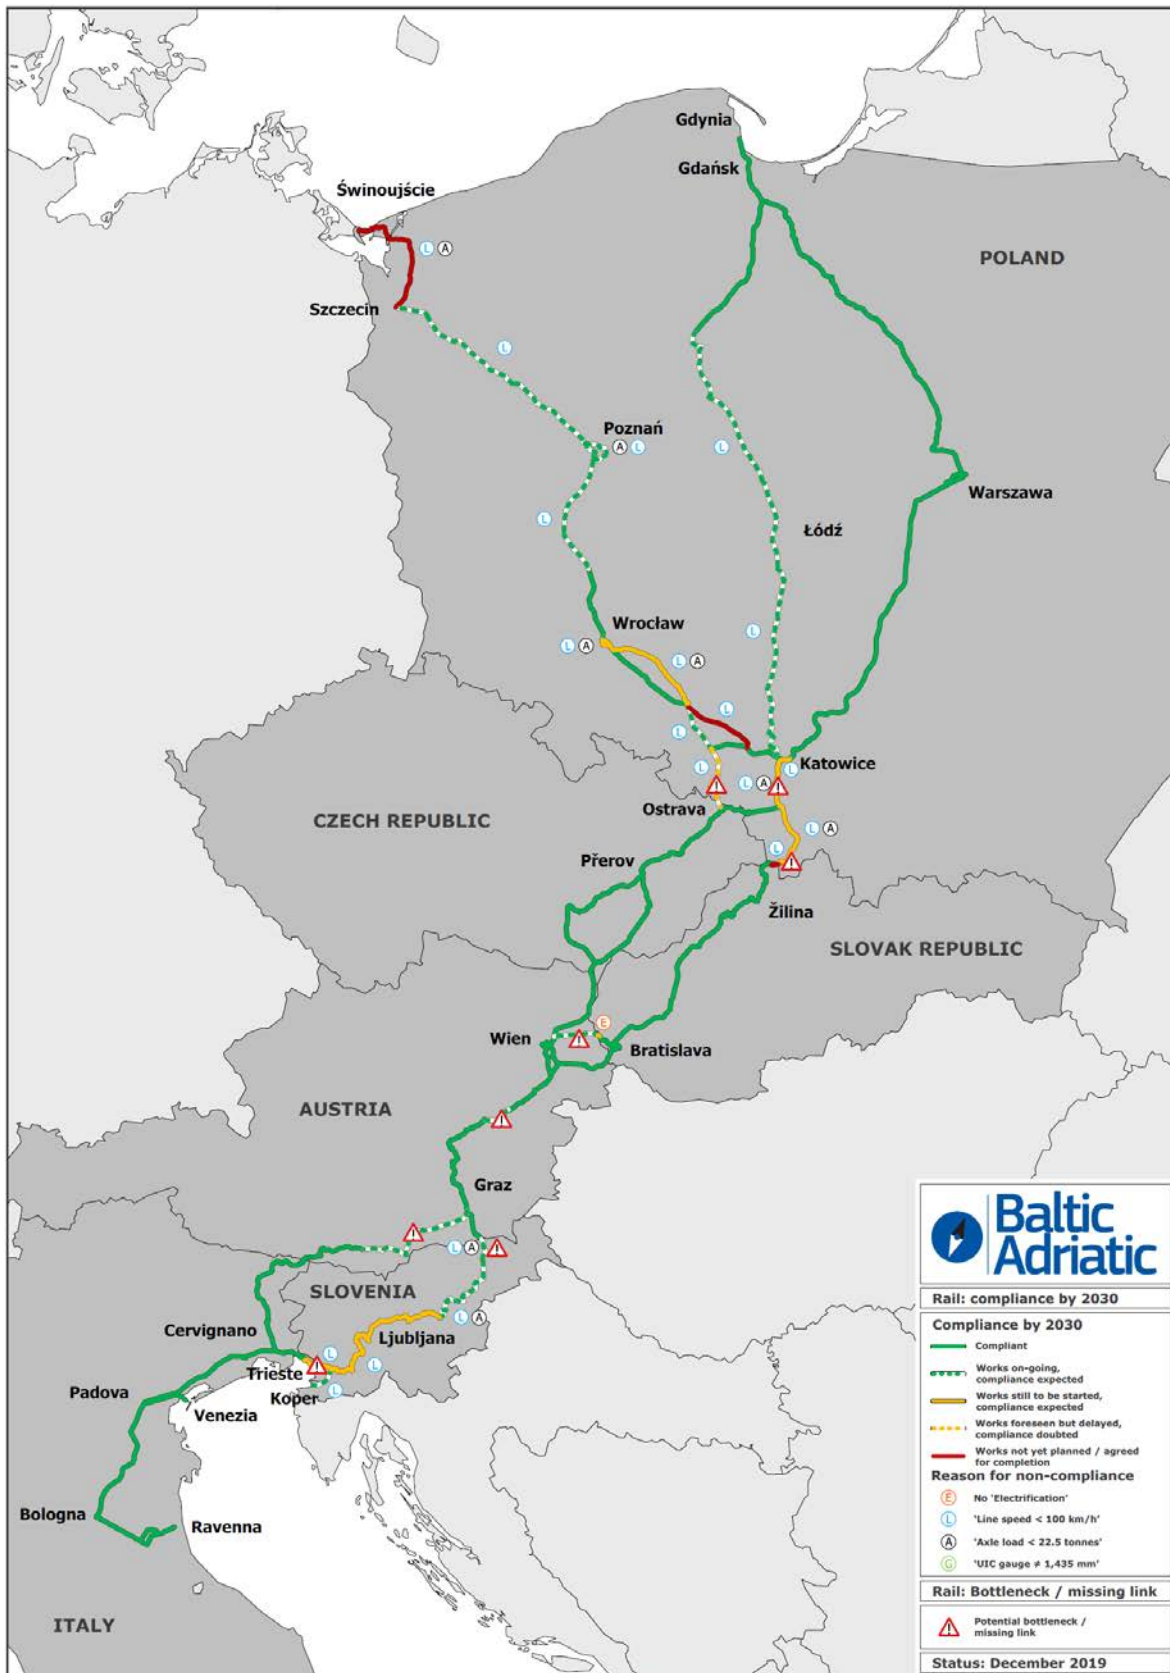 Gdynia
Gdańsk
Świnoujście
L A
POLAND
Szczecin
L
Poznań
A L
L
Warszawa
L
Łódź
Wrocław
L
L A
L A
L
L
Katowice
L
L
L A
Ostrava
CZECH REPUBLIC
L A
Přerov
L
Žilina
SLOVAK REPUBLIC
E
Wien
Bratislava
AUSTRIA
Graz
L A
SLOVENIA
L A
Cervignano
Ljubljana
L
L
Trieste
Koper
L
Padova
Venezia
Bologna
Ravenna
ITALY
Baltic
Adriatic
Rail: compliance by 2030
Compliance by 2030
Compliant
Works on-going,
compliance expected
Works still to be started,
compliance expected
Works foreseen but delayed,
compliance doubted
Works not yet planned / agreed
for completion
Reason for non-compliance
E No 'Electrification'
L 'Line speed < 100 km/h'
A 'Axle load < 22.5 tonnes'
G 'UIC gauge ≠ 1,435 mm'
Rail: Bottleneck / missing link
! Potential bottleneck /
missing link
Status: December 2019